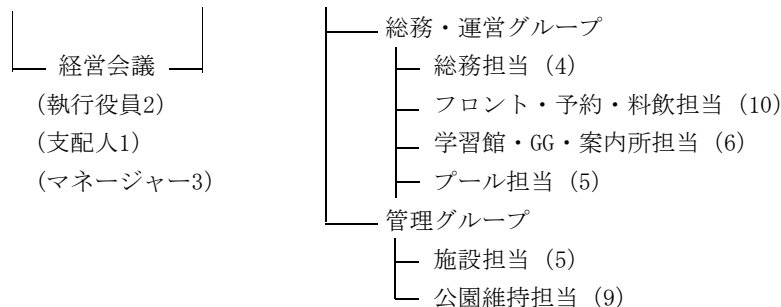 総務・運営グループ
経営会議
総務担当 (4)
(執行役員2)
フロント・予約・料飲担当 (10)
(支配人1)
学習館・GG・案内所担当 (6)
(マネージャー3)
プール担当 (5)
管理グループ
施設担当 (5)
公園維持担当 (9)